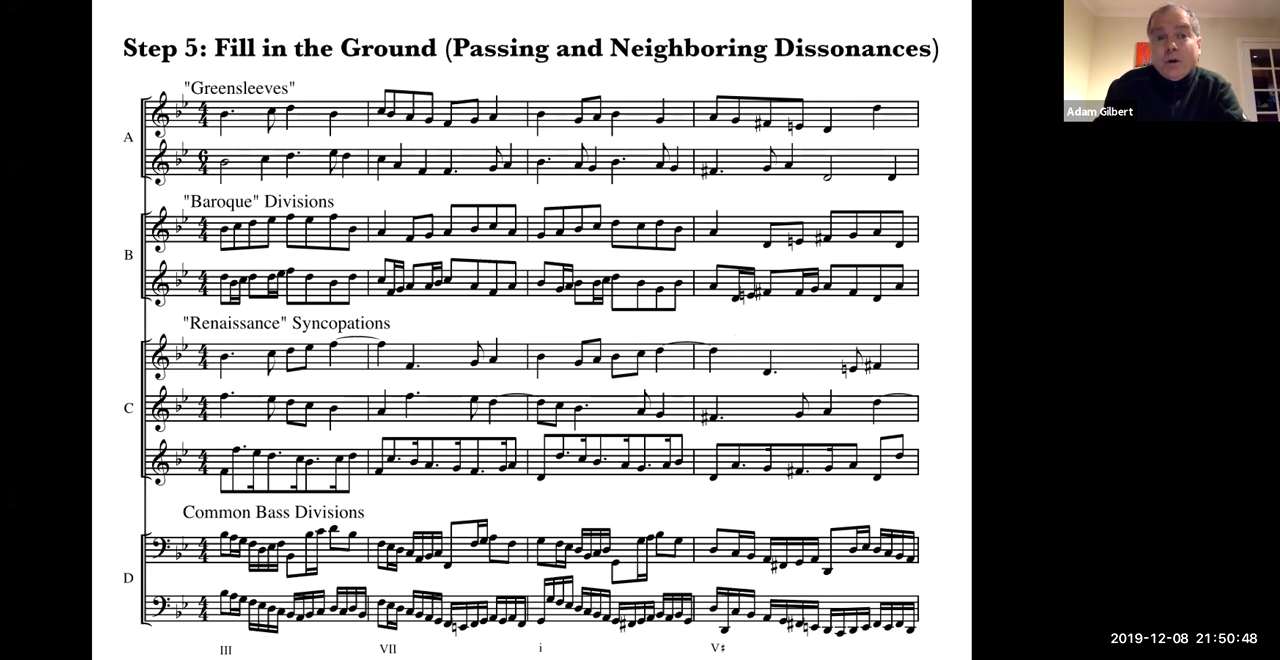 Step 5: Fill in the Ground (Passing and Neighboring Dissonances)
"Greensleeves"
A
"Baroque" Divisions
B
"Renaissance" Syncopations
C
Common Bass Divisions
D
III VII i V♯
Adam Gilbert
2019-12-08 21:50:48